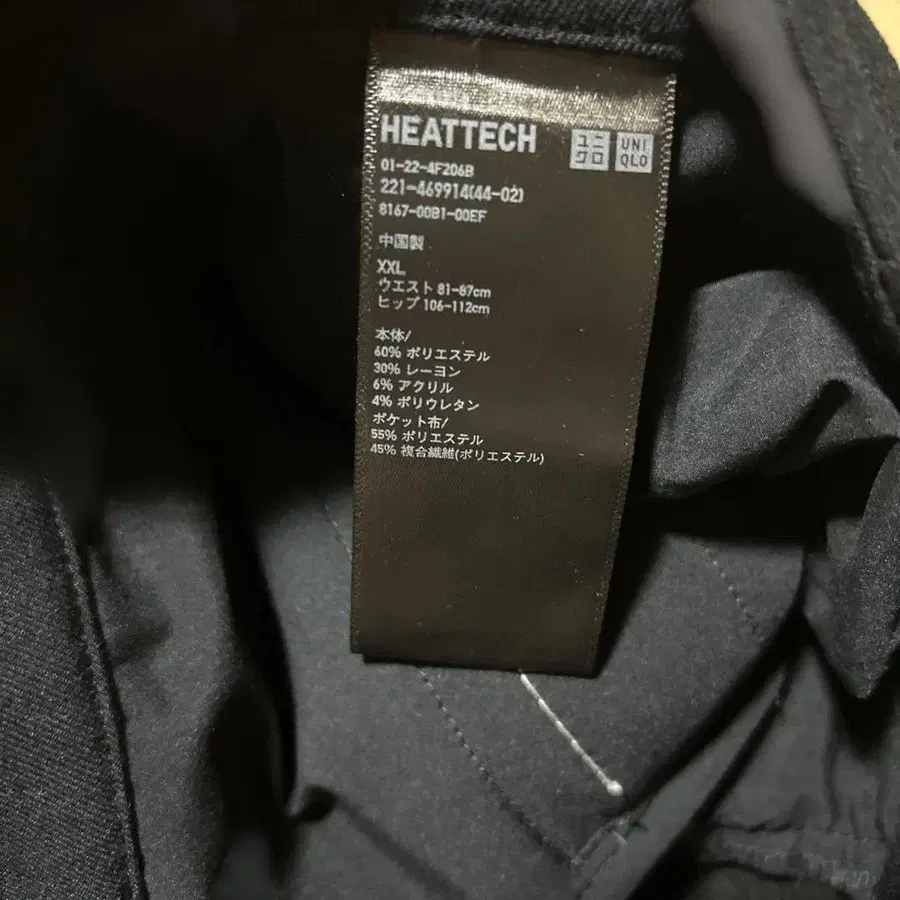 HEATTECH
ユニ
クロ
UNI
QLO
01-22-4F206B
221-469914(44-02)
8167-00B1-00EF
中国製
XXL
ウエスト 81-87cm
ヒップ 106-112cm
本体/
60% ポリエステル
30% レーヨン
6% アクリル
4% ポリウレタン
ポケット布/
55% ポリエステル
45% 複合繊維(ポリエステル)